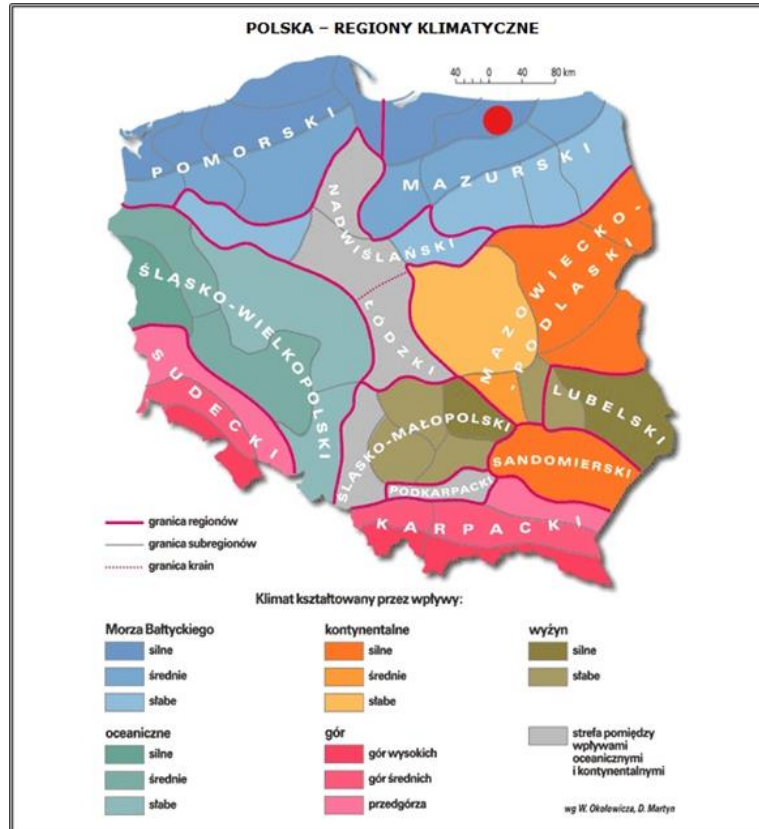 POLSKA – REGIONY KLIMATYCZNE
40 0 40 80 km
POMORSKI
MAZURSKI
NADWIŚLAŃSKI
MAZOWIECKO-
-PODLASKI
ŚLĄSKO-WIELKOPOLSKI
ŁÓDZKI
SUDECKI
LUBELSKI
ŚLĄSKO-MAŁOPOLSKI
SANDOMIERSKI
PODKARPACKI
KARPACKI
granica regionów
granica subregionów
granica krain
Klimat kształtowany przez wpływy:
Morza Bałtyckiego
silne
średnie
słabe
kontynentalne
silne
średnie
słabe
wyżyn
silne
słabe
oceaniczne
silne
średnie
słabe
gór
gór wysokich
gór średnich
przedgórza
strefa pomiędzy
wpływami
oceanicznymi
i kontynentalnymi
wg W. Okołowicza, D. Martyn